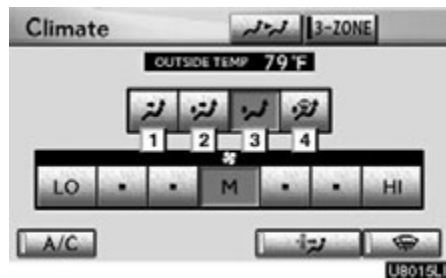 Climate 3-ZONE
OUTSIDE TEMP 79°F
1 2 3 4
LO M HI
A/C
U8015L